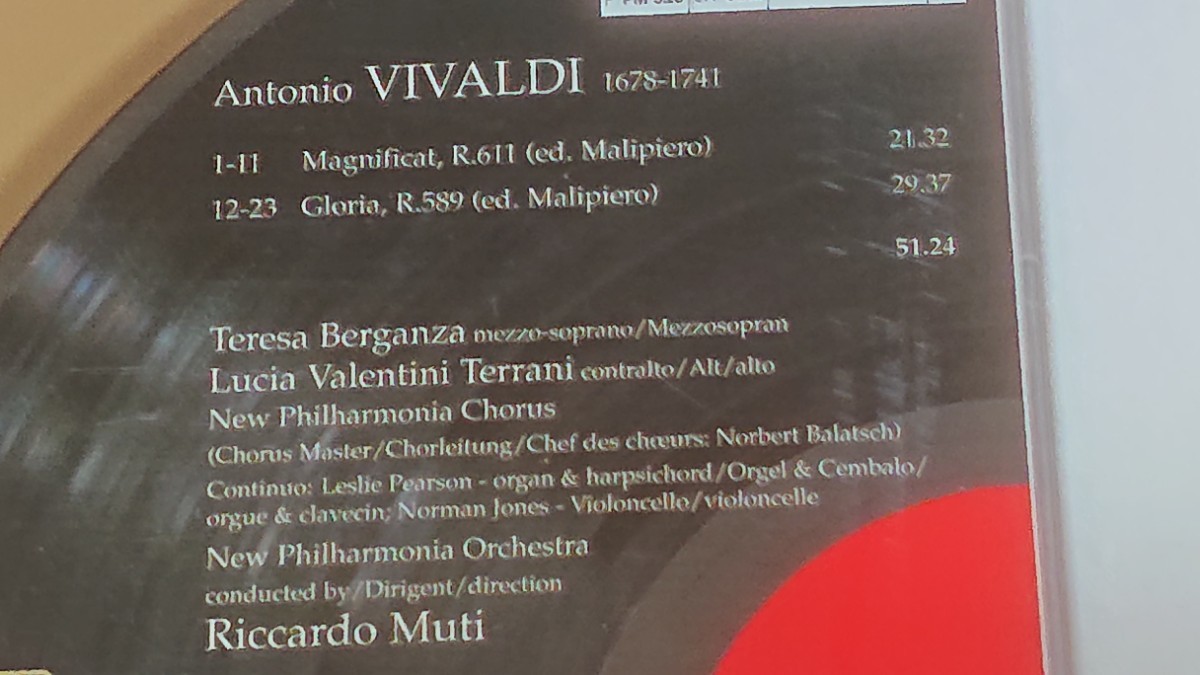 Antonio VIVALDI 1678-1741
1-11 Magnificat, R.611 (ed. Malipiero) 21.32
12-23 Gloria, R.589 (ed. Malipiero) 29.37
51.24
Teresa Berganza mezzo-soprano/Mezzosopran
Lucia Valentini Terrani contralto/Alt/alto
New Philharmonia Chorus
(Chorus Master/Chorleitung/Chef des chœurs: Norbert Balatsch)
Continuo: Leslie Pearson - organ & harpsichord/Orgel & Cembalo/
orgue & clavecin; Norman Jones - Violoncello/violoncelle
New Philharmonia Orchestra
conducted by/Dirigent/direction
Riccardo Muti